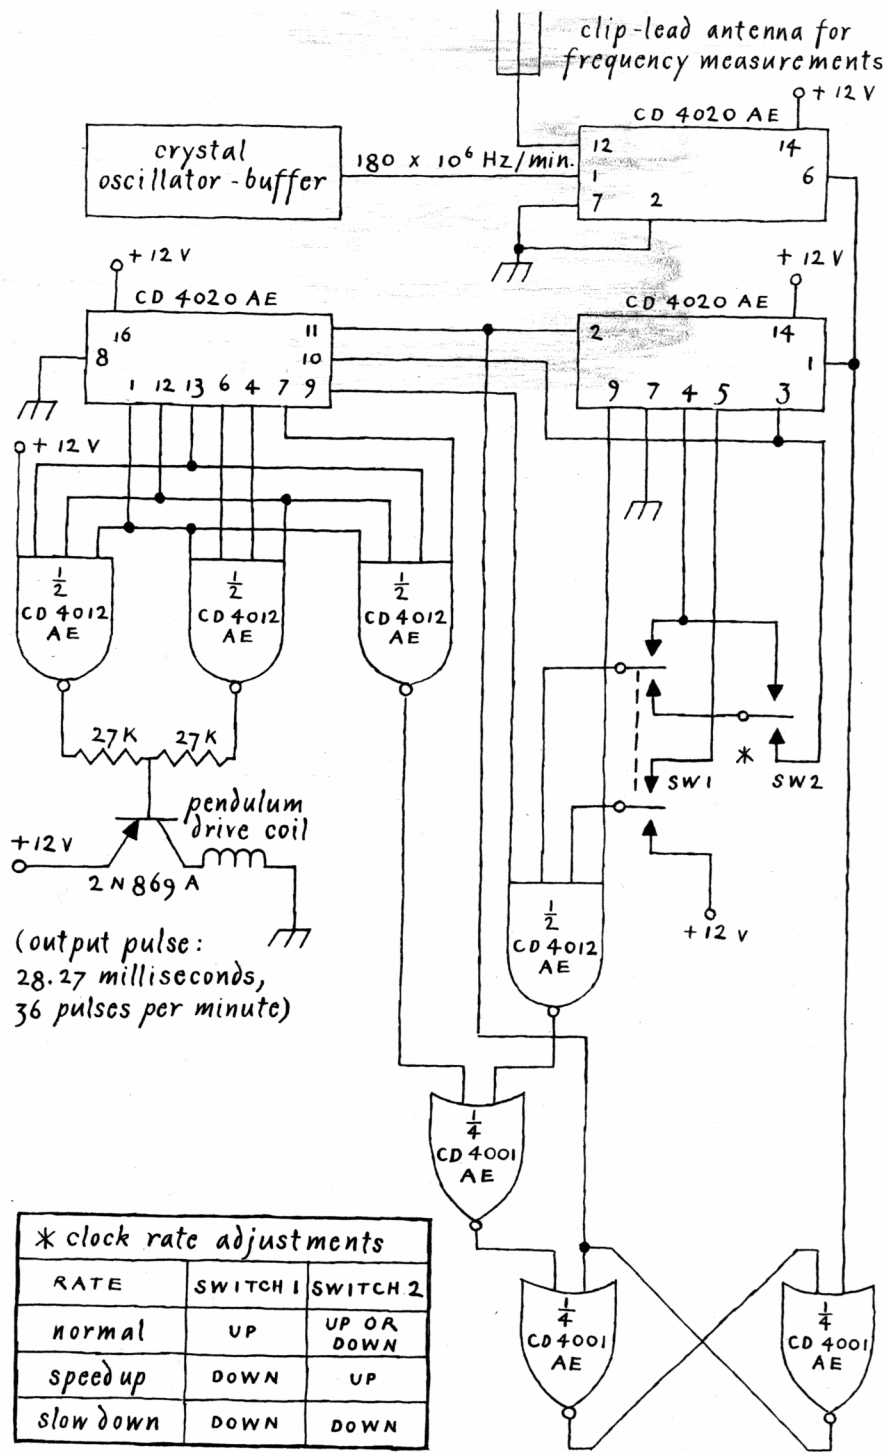 clip-lead antenna for
frequency measurements
+ 12 V
CD 4020 AE
crystal
oscillator-buffer
180 x 10⁶ Hz/min.
12
14
1
6
7
2
+ 12 V
CD 4020 AE
16
11
8
10
1 12 13 6 4 7 9
+ 12 V
CD 4020 AE
2
14
1
9 7 4 5 3
+ 12 V
1/2
CD 4012
AE
1/2
CD 4012
AE
1/2
CD 4012
AE
27K
27K
pendulum
drive coil
+12 V
2 N 869 A
(output pulse:
28.27 milliseconds,
36 pulses per minute)
*
SW1
SW2
+ 12 V
1/2
CD 4012
AE
1/4
CD 4001
AE
* clock rate adjustments
RATE SWITCH 1 SWITCH 2
normal UP UP OR
DOWN
speed up DOWN UP
slow down DOWN DOWN
1/4
CD 4001
AE
1/4
CD 4001
AE